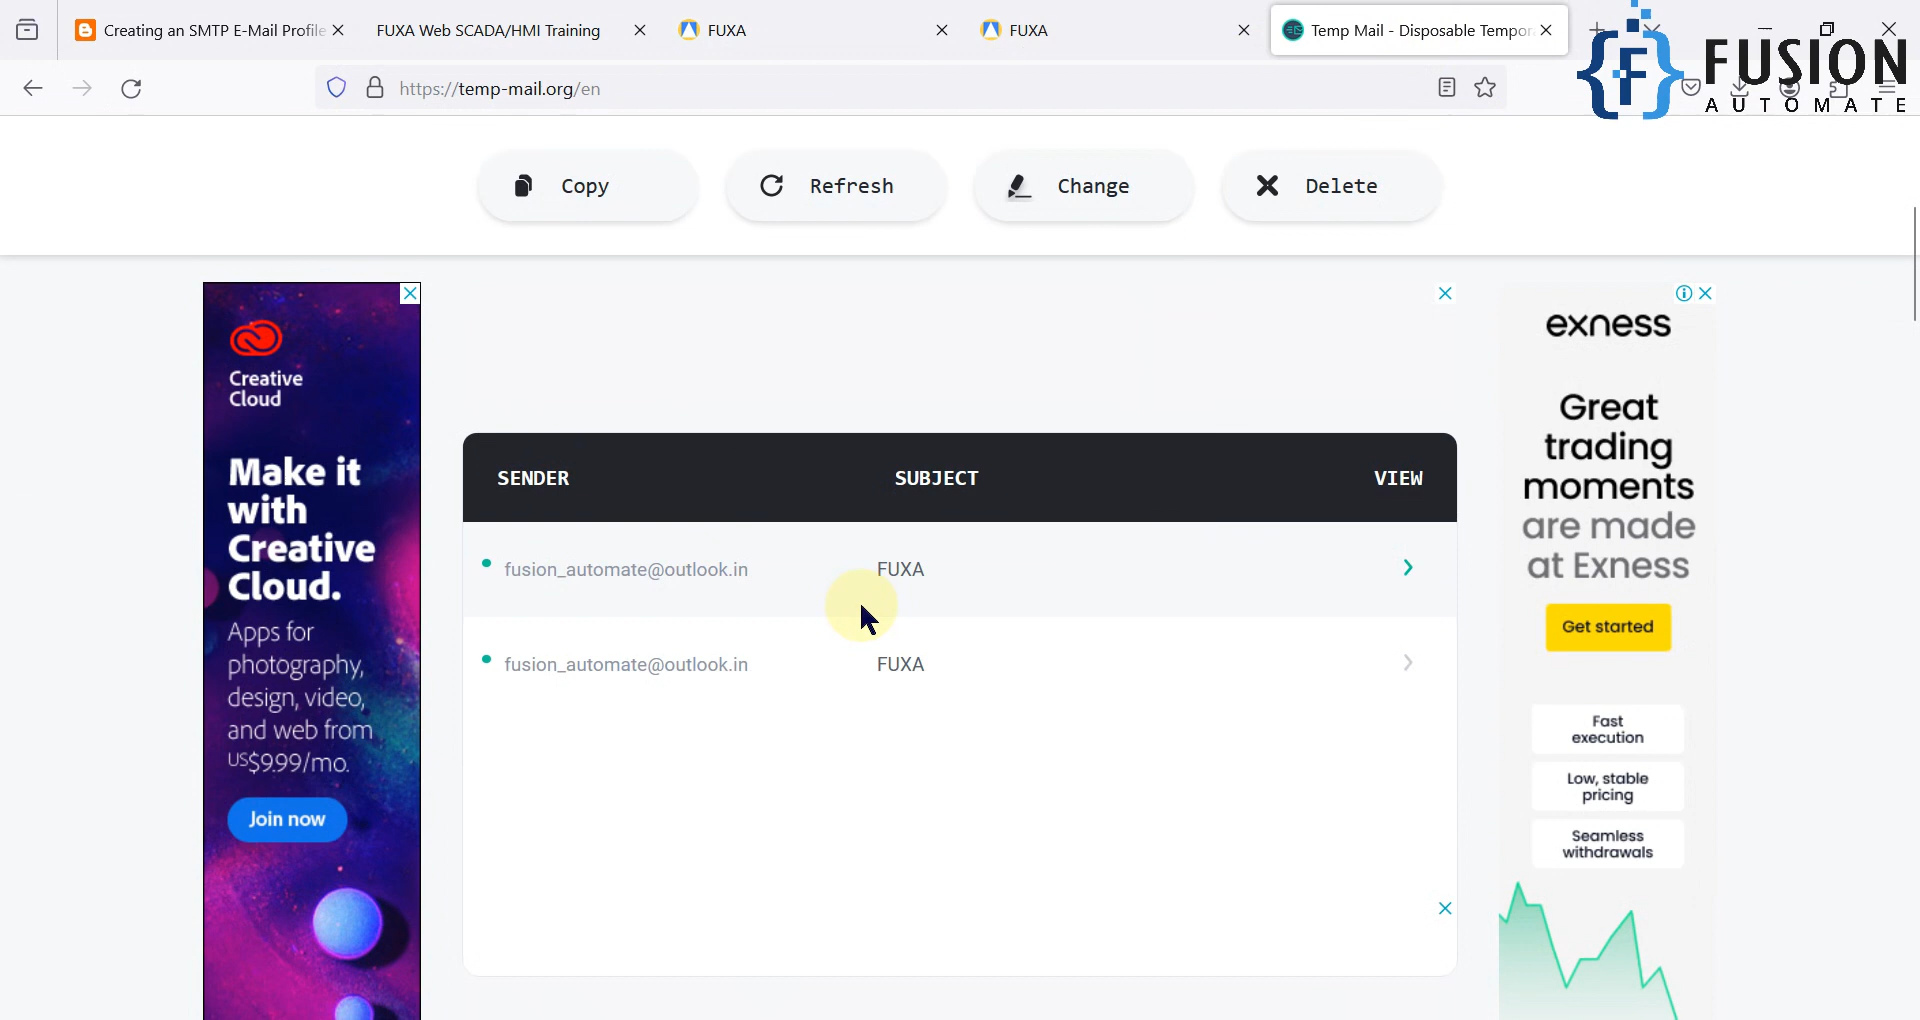 Creating an SMTP E-Mail Profile
FUXA Web SCADA/HMI Training
FUXA
FUXA
Temp Mail - Disposable Tempor
https://temp-mail.org/en
FUSION
AUTOMATE
Copy
Refresh
Change
Delete
Creative
Cloud
Make it
with
Creative
Cloud.
Apps for
photography,
design, video,
and web from
US$9.99/mo.
Join now
SENDER
SUBJECT
VIEW
fusion_automate@outlook.in
FUXA
fusion_automate@outlook.in
FUXA
exness
Great
trading
moments
are made
at Exness
Get started
Fast
execution
Low, stable
pricing
Seamless
withdrawals